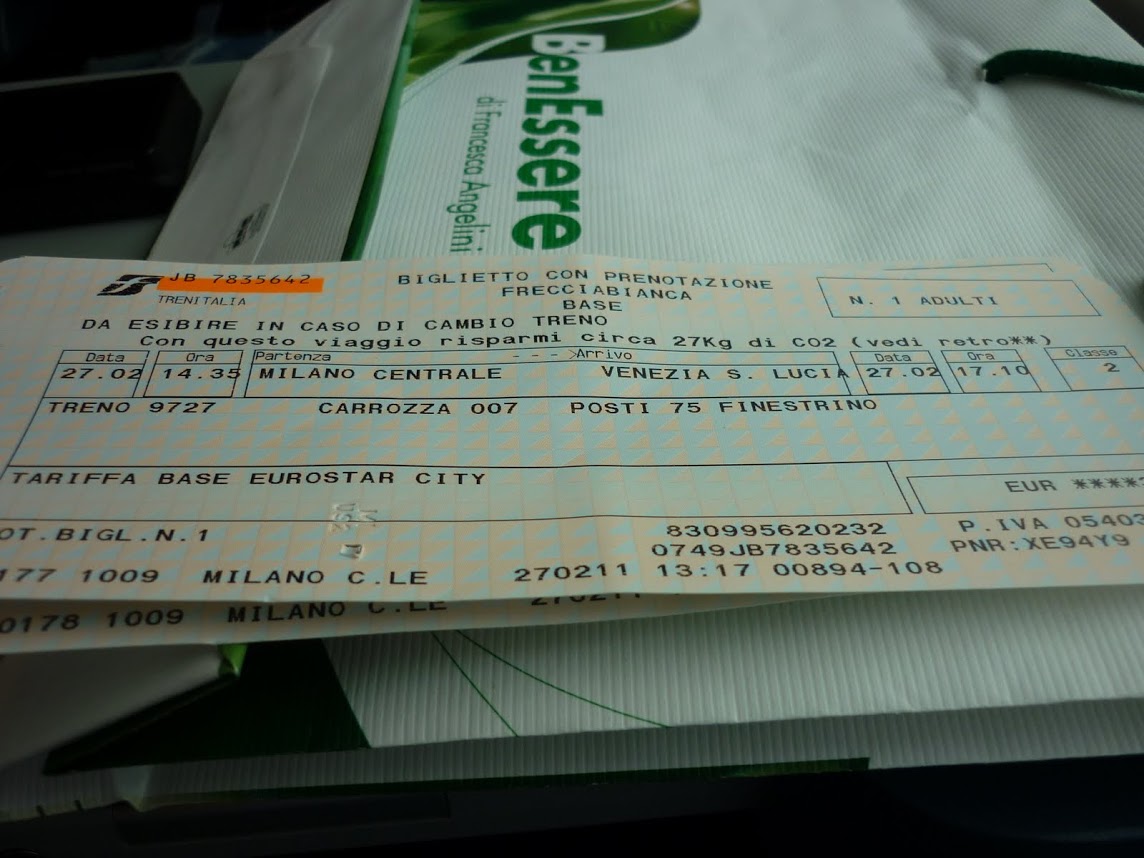 BenEssere
di Francesco Angelini
JB 7835642
TRENITALIA
BIGLIETTO CON PRENOTAZIONE
FRECCIABIANCA
BASE
N. 1 ADULTI
DA ESIBIRE IN CASO DI CAMBIO TRENO
Con questo viaggio risparmi circa 27Kg di CO2 (vedi retro**)
Data Ora Partenza --->Arrivo Data Ora Classe
27.02 14.35 MILANO CENTRALE VENEZIA S. LUCIA 27.02 17.10 2
TRENO 9727 CARROZZA 007 POSTI 75 FINESTRINO
TARIFFA BASE EUROSTAR CITY
EUR ****
OT.BIGL.N.1 830995620232 P.IVA 05403
0749JB7835642 PNR:XE94Y9
177 1009 MILANO C.LE 270211 13:17 00894-108
0178 1009 MILANO C.LE 270211